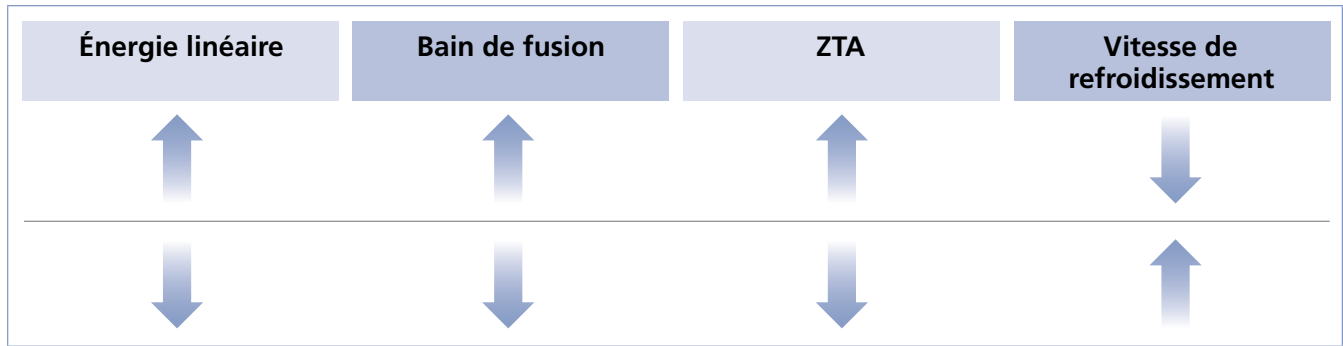 Énergie linéaire
Bain de fusion
ZTA
Vitesse de
refroidissement